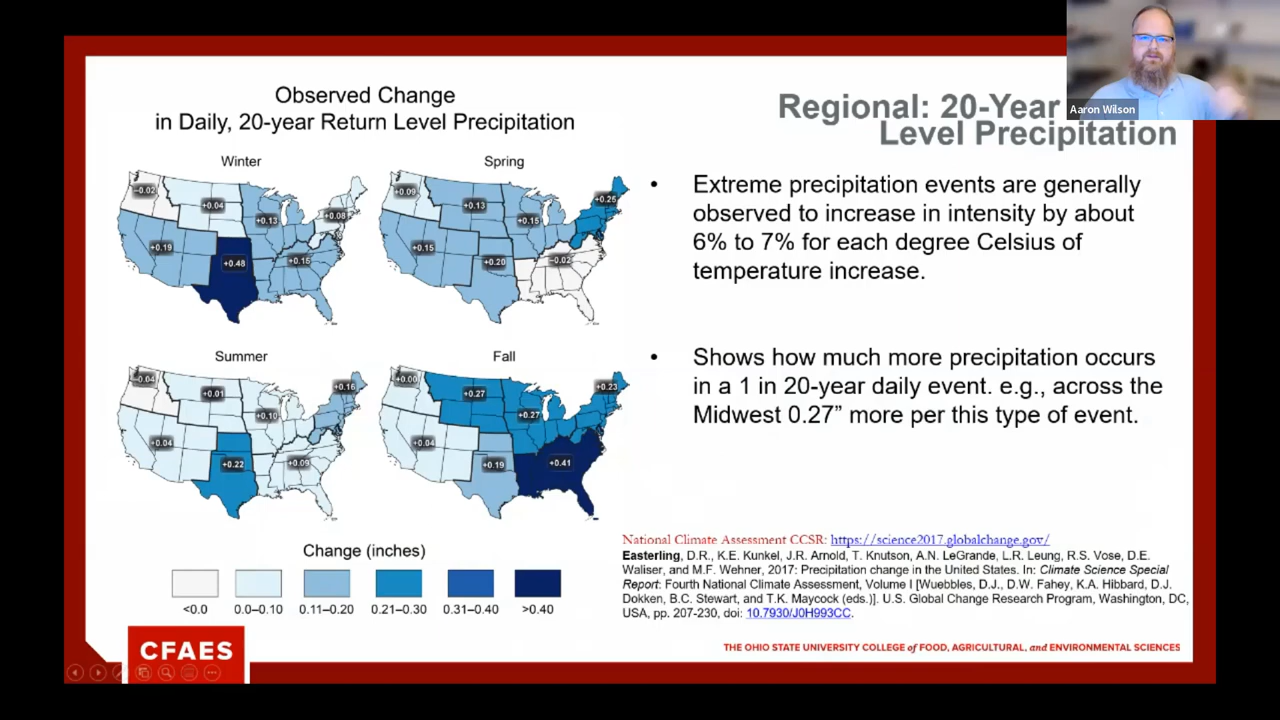 Observed Change
in Daily, 20-year Return Level Precipitation
Winter
-0.02
+0.04
+0.13
+0.08
+0.19
+0.48
+0.15
Spring
+0.09
+0.13
+0.15
+0.25
+0.15
+0.20
-0.02
Summer
-0.04
+0.01
+0.10
+0.16
+0.04
+0.22
+0.09
Fall
+0.00
+0.27
+0.27
+0.23
+0.04
+0.19
+0.41
Change (inches)
<0.0
0.0–0.10
0.11–0.20
0.21–0.30
0.31–0.40
>0.40
CFAES
Aaron Wilson
Regional: 20-Year
Level Precipitation
• Extreme precipitation events are generally
observed to increase in intensity by about
6% to 7% for each degree Celsius of
temperature increase.
• Shows how much more precipitation occurs
in a 1 in 20-year daily event. e.g., across the
Midwest 0.27” more per this type of event.
National Climate Assessment CCSR: https://science2017.globalchange.gov/
Easterling, D.R., K.E. Kunkel, J.R. Arnold, T. Knutson, A.N. LeGrande, L.R. Leung, R.S. Vose, D.E.
Waliser, and M.F. Wehner, 2017: Precipitation change in the United States. In: Climate Science Special
Report: Fourth National Climate Assessment, Volume I [Wuebbles, D.J., D.W. Fahey, K.A. Hibbard, D.J.
Dokken, B.C. Stewart, and T.K. Maycock (eds.)]. U.S. Global Change Research Program, Washington, DC,
USA, pp. 207-230, doi: 10.7930/J0H993CC.
THE OHIO STATE UNIVERSITY COLLEGE of FOOD, AGRICULTURAL, and ENVIRONMENTAL SCIENCES